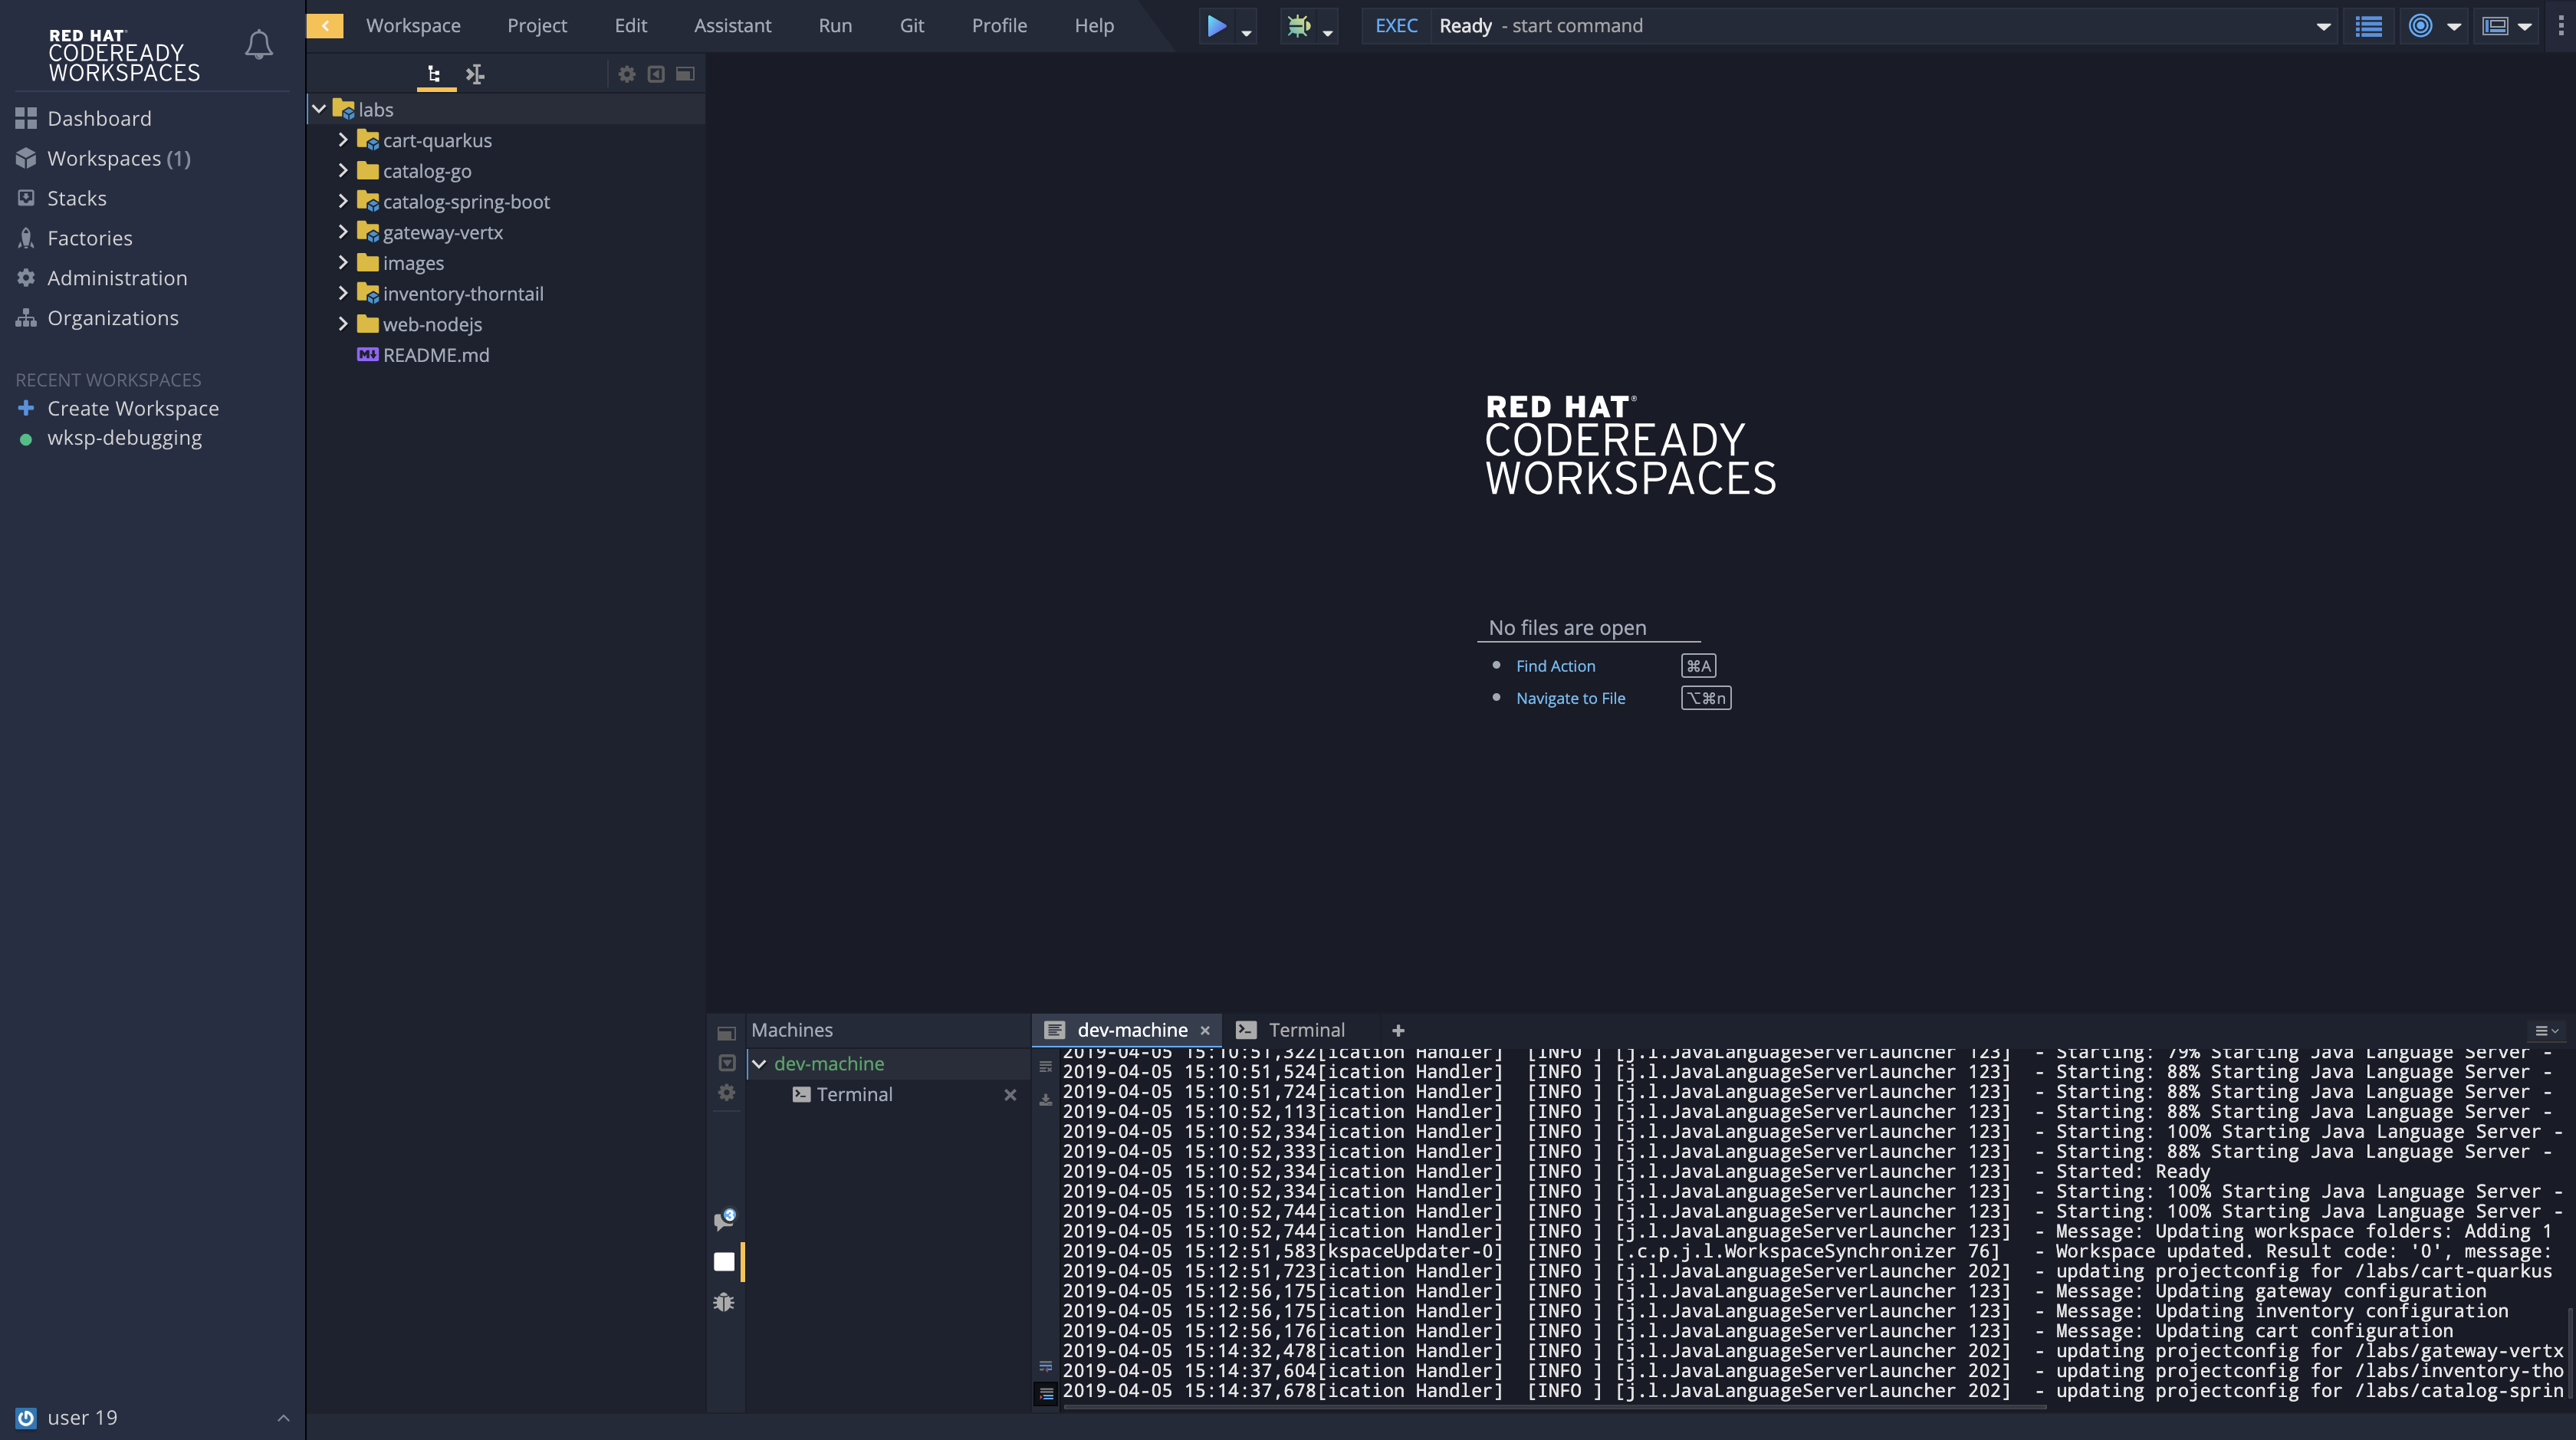 RED HAT®
CODEREADY
WORKSPACES
Dashboard
Workspaces (1)
Stacks
Factories
Administration
Organizations
RECENT WORKSPACES
Create Workspace
wksp-debugging
user 19
Workspace Project Edit Assistant Run Git Profile Help
EXEC Ready - start command
labs
cart-quarkus
catalog-go
catalog-spring-boot
gateway-vertx
images
inventory-thorntail
web-nodejs
README.md
RED HAT®
CODEREADY
WORKSPACES
No files are open
Find Action ⌘A
Navigate to File ⌥⌘n
Machines
dev-machine
Terminal
3
dev-machine Terminal
2019-04-05 15:10:51,322[ication Handler] [INFO ] [j.l.JavaLanguageServerLauncher 123] - Starting: 79% Starting Java Language Server -
2019-04-05 15:10:51,524[ication Handler] [INFO ] [j.l.JavaLanguageServerLauncher 123] - Starting: 88% Starting Java Language Server -
2019-04-05 15:10:51,724[ication Handler] [INFO ] [j.l.JavaLanguageServerLauncher 123] - Starting: 88% Starting Java Language Server -
2019-04-05 15:10:52,113[ication Handler] [INFO ] [j.l.JavaLanguageServerLauncher 123] - Starting: 88% Starting Java Language Server -
2019-04-05 15:10:52,334[ication Handler] [INFO ] [j.l.JavaLanguageServerLauncher 123] - Starting: 100% Starting Java Language Server -
2019-04-05 15:10:52,333[ication Handler] [INFO ] [j.l.JavaLanguageServerLauncher 123] - Starting: 88% Starting Java Language Server -
2019-04-05 15:10:52,334[ication Handler] [INFO ] [j.l.JavaLanguageServerLauncher 123] - Started: Ready
2019-04-05 15:10:52,334[ication Handler] [INFO ] [j.l.JavaLanguageServerLauncher 123] - Starting: 100% Starting Java Language Server -
2019-04-05 15:10:52,744[ication Handler] [INFO ] [j.l.JavaLanguageServerLauncher 123] - Starting: 100% Starting Java Language Server -
2019-04-05 15:10:52,744[ication Handler] [INFO ] [j.l.JavaLanguageServerLauncher 123] - Message: Updating workspace folders: Adding 1
2019-04-05 15:12:51,583[kspaceUpdater-0] [INFO ] [.c.p.j.l.WorkspaceSynchronizer 76] - Workspace updated. Result code: '0', message:
2019-04-05 15:12:51,723[ication Handler] [INFO ] [j.l.JavaLanguageServerLauncher 202] - updating projectconfig for /labs/cart-quarkus
2019-04-05 15:12:56,175[ication Handler] [INFO ] [j.l.JavaLanguageServerLauncher 123] - Message: Updating gateway configuration
2019-04-05 15:12:56,175[ication Handler] [INFO ] [j.l.JavaLanguageServerLauncher 123] - Message: Updating inventory configuration
2019-04-05 15:12:56,176[ication Handler] [INFO ] [j.l.JavaLanguageServerLauncher 123] - Message: Updating cart configuration
2019-04-05 15:14:32,478[ication Handler] [INFO ] [j.l.JavaLanguageServerLauncher 202] - updating projectconfig for /labs/gateway-vertx
2019-04-05 15:14:37,604[ication Handler] [INFO ] [j.l.JavaLanguageServerLauncher 202] - updating projectconfig for /labs/inventory-tho
2019-04-05 15:14:37,678[ication Handler] [INFO ] [j.l.JavaLanguageServerLauncher 202] - updating projectconfig for /labs/catalog-sprin